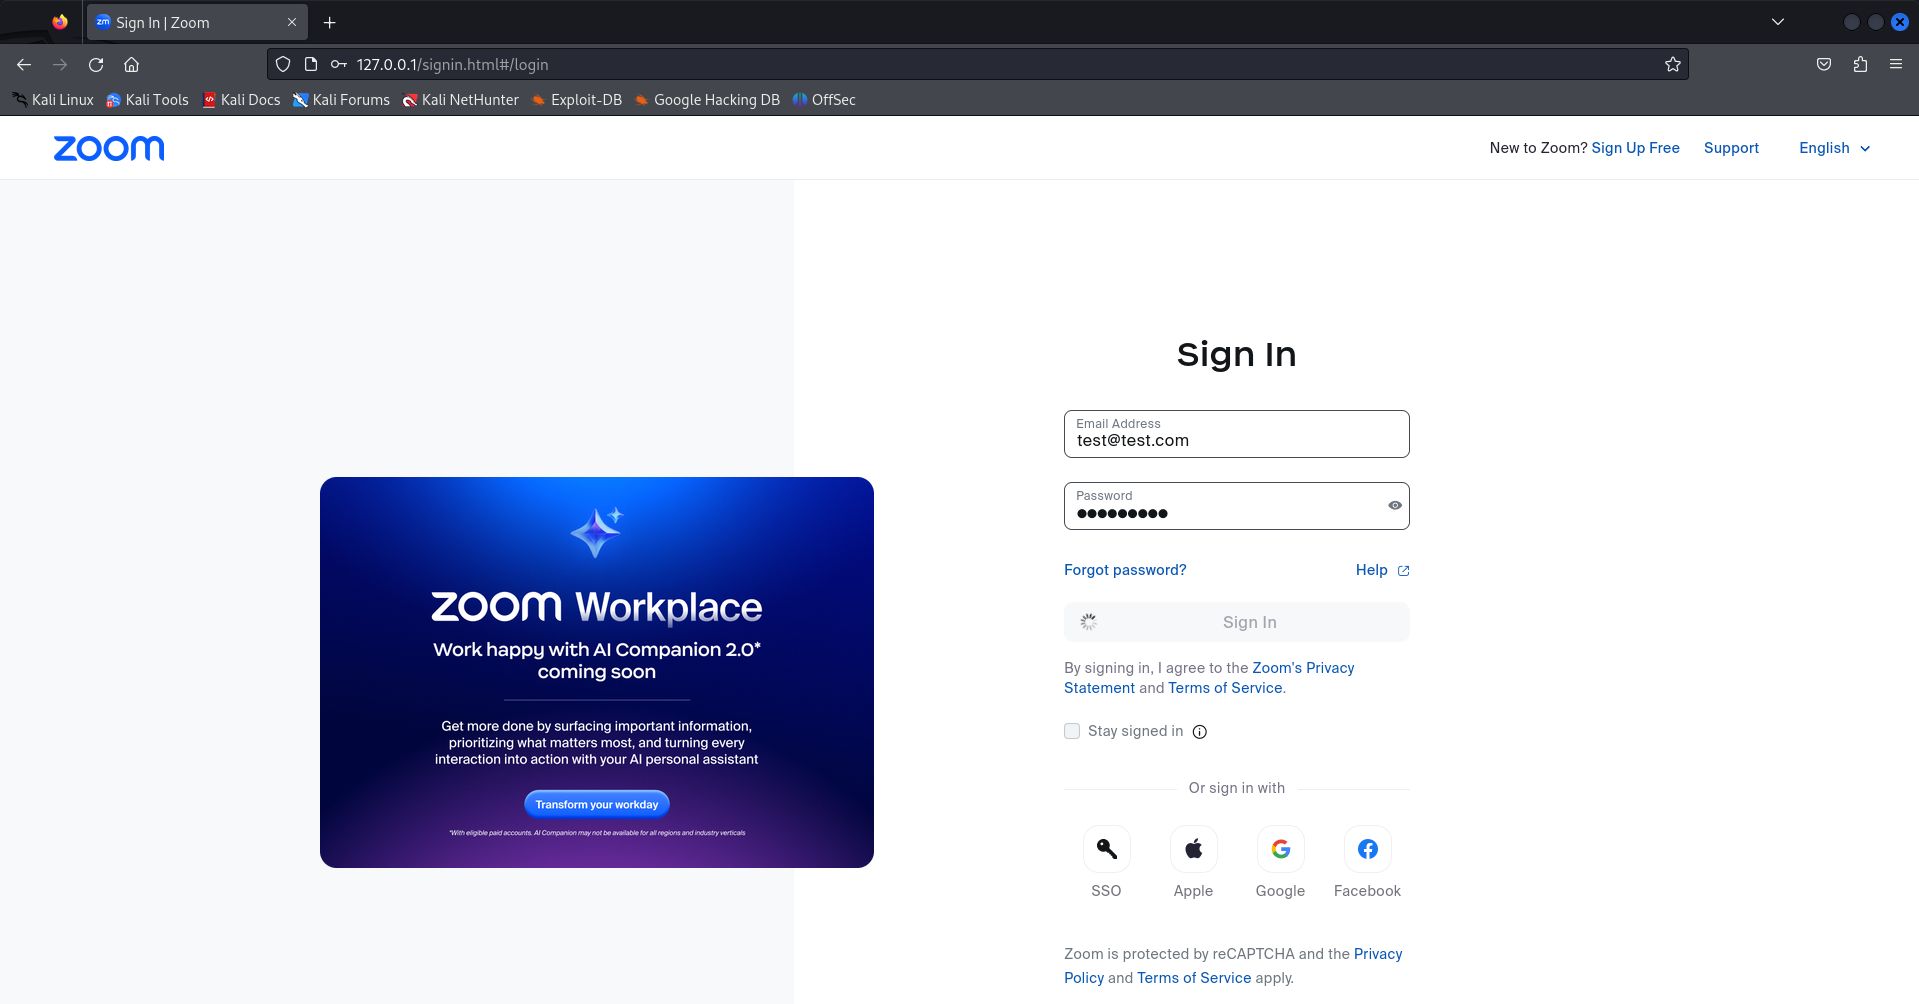 Sign In | Zoom
127.0.0.1/signin.html#/login
Kali Linux Kali Tools Kali Docs Kali Forums Kali NetHunter Exploit-DB Google Hacking DB OffSec
zoom
New to Zoom? Sign Up Free Support English
zoom Workplace
Work happy with AI Companion 2.0*
coming soon
Get more done by surfacing important information,
prioritizing what matters most, and turning every
interaction into action with your AI personal assistant
Transform your workday
*With eligible paid accounts. AI Companion may not be available for all regions and industry verticals
Sign In
Email Address
test@test.com
Password
●●●●●●●●●
Forgot password? Help
Sign In
By signing in, I agree to the Zoom's Privacy
Statement and Terms of Service.
Stay signed in
Or sign in with
SSO Apple Google Facebook
Zoom is protected by reCAPTCHA and the Privacy
Policy and Terms of Service apply.